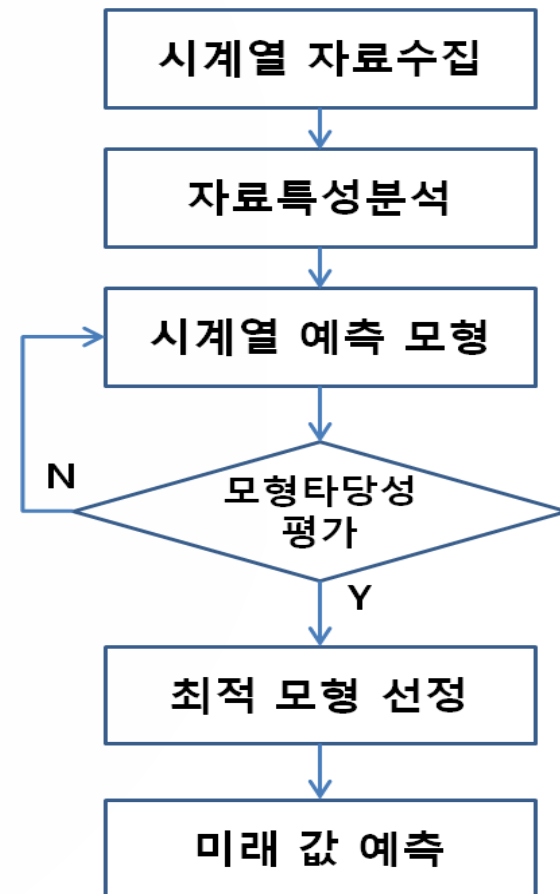 시계열 자료수집
자료특성분석
시계열 예측 모형
N
모형타당성
평가
Y
최적 모형 선정
미래 값 예측